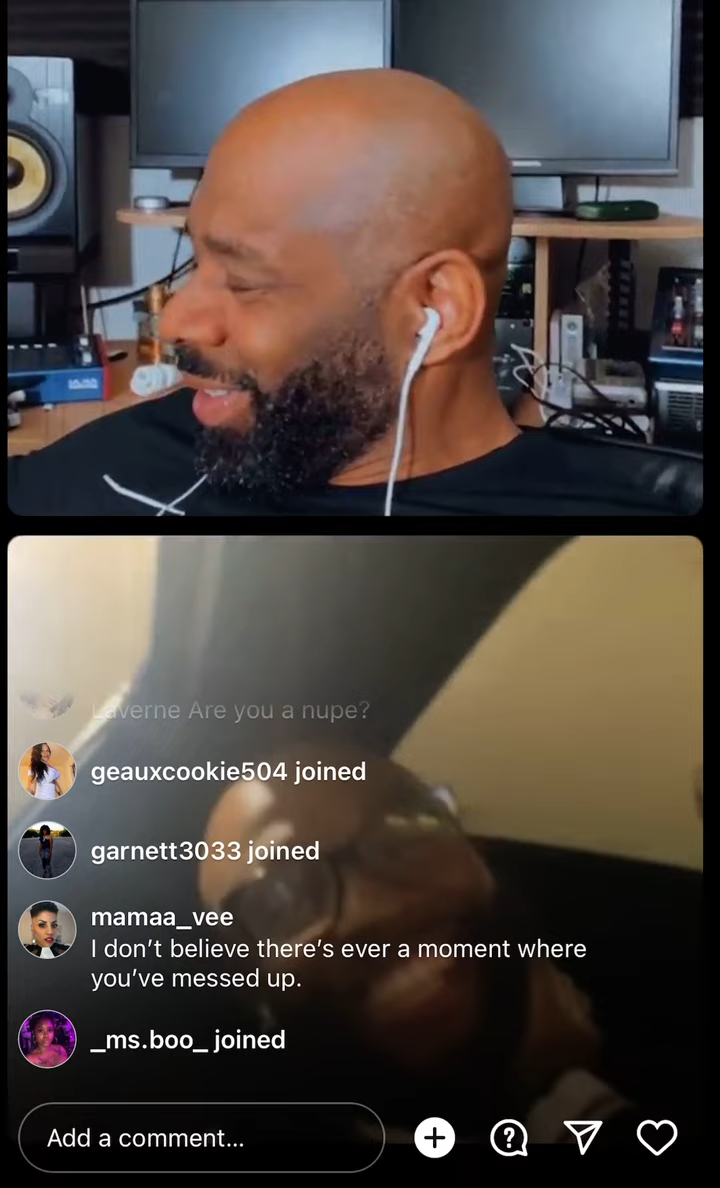 Laverne Are you a nupe?
geauxcookie504 joined
garnett3033 joined
mamaa_vee
I don't believe there's ever a moment where
you've messed up.
_ms.boo_ joined
Add a comment...